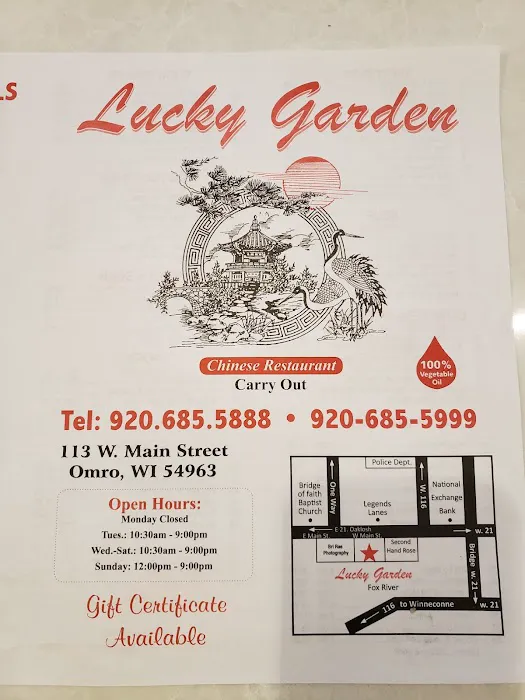 LS
Lucky Garden
Chinese Restaurant
Carry Out
100%
Vegetable
Oil
Tel: 920.685.5888 • 920-685-5999
113 W. Main Street
Omro, WI 54963
Open Hours:
Monday Closed
Tues.: 10:30am - 9:00pm
Wed.-Sat.: 10:30am - 9:00pm
Sunday: 12:00pm - 9:00pm
Gift Certificate
Available
Police Dept.
Bridge
of faith
Baptist
Church
One Way
Legends
Lanes
W. 116
National
Exchange
Bank
E 21. Oaklosh
E Main St.
W Main St.
w. 21
Sri Rae
Photography
Second
Hand Rose
Lucky Garden
Fox River
Bridge w. 21
116 to Winneconne
w. 21